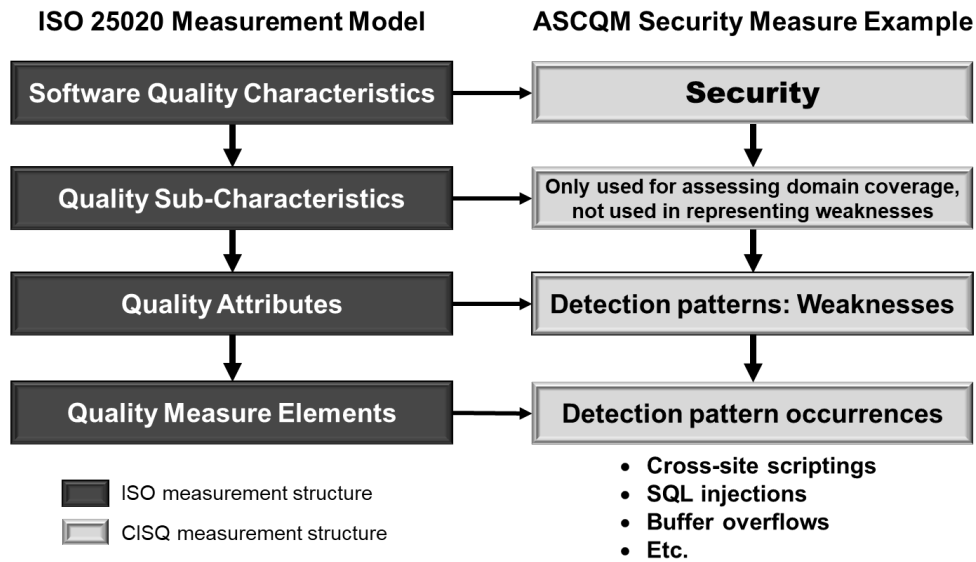 ISO 25020 Measurement Model
ASCQM Security Measure Example
Software Quality Characteristics
Security
Quality Sub-Characteristics
Only used for assessing domain coverage,
not used in representing weaknesses
Quality Attributes
Detection patterns: Weaknesses
Quality Measure Elements
Detection pattern occurrences
• Cross-site scriptings
• SQL injections
• Buffer overflows
• Etc.
ISO measurement structure
CISQ measurement structure